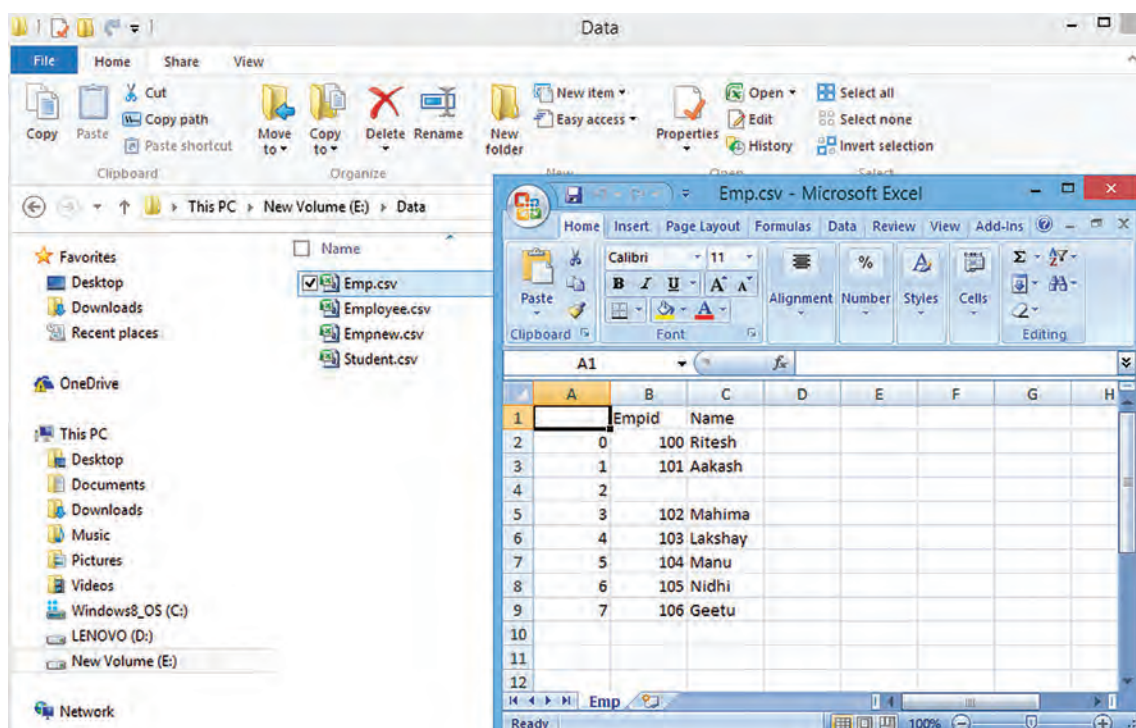 Data
File Home Share View
Copy Paste Cut Copy path Paste shortcut
Move to Copy to Delete Rename
New folder New item Easy access
Properties Open Edit History
Select all Select none Invert selection
Clipboard Organize New Open Select
This PC New Volume (E:) Data
Favorites
Desktop
Downloads
Recent places
OneDrive
This PC
Desktop
Documents
Downloads
Music
Pictures
Videos
Windows8_OS (C:)
LENOVO (D:)
New Volume (E:)
Network
Name
Emp.csv
Employee.csv
Empnew.csv
Student.csv
Emp.csv - Microsoft Excel
Home Insert Page Layout Formulas Data Review View Add-Ins
Paste Calibri 11 B I U A A A Alignment Number Styles Cells
% A Σ
Clipboard Font Editing
A1 fx
A B C D E F G H
1 Empid Name
2 0 100 Ritesh
3 1 101 Aakash
4 2
5 3 102 Mahima
6 4 103 Lakshay
7 5 104 Manu
8 6 105 Nidhi
9 7 106 Geetu
10
11
12
Emp
Ready 100%